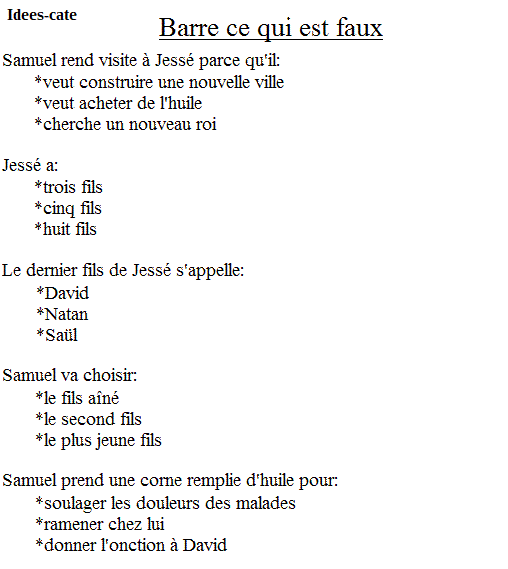 Idees-cate
Barre ce qui est faux
Samuel rend visite à Jessé parce qu'il:
*veut construire une nouvelle ville
*veut acheter de l'huile
*cherche un nouveau roi
Jessé a:
*trois fils
*cinq fils
*huit fils
Le dernier fils de Jessé s'appelle:
*David
*Natan
*Saül
Samuel va choisir:
*le fils aîné
*le second fils
*le plus jeune fils
Samuel prend une corne remplie d'huile pour:
*soulager les douleurs des malades
*ramener chez lui
*donner l'onction à David